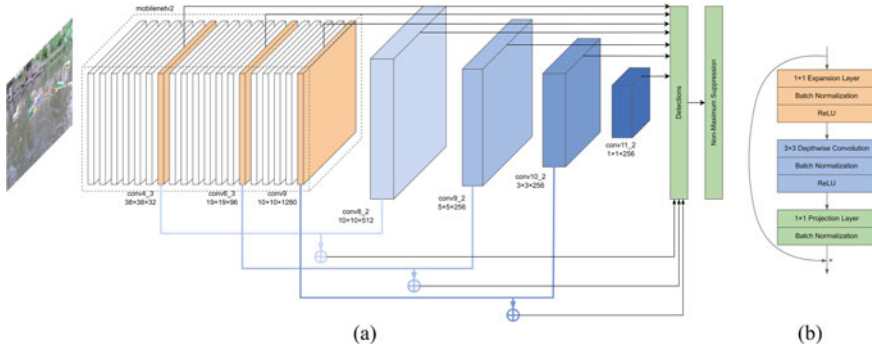 mobilenetv2
conv4_3
38×38×32
conv6_3
19×19×96
conv9
10×10×1280
conv8_2
10×10×512
conv9_2
5×5×256
conv10_2
3×3×256
conv11_2
1×1×256
Detections
Non-Maximum Suppression
(a)
1×1 Expansion Layer
Batch Normalization
ReLU
3×3 Depthwise Convolution
Batch Normalization
ReLU
1×1 Projection Layer
Batch Normalization
(b)